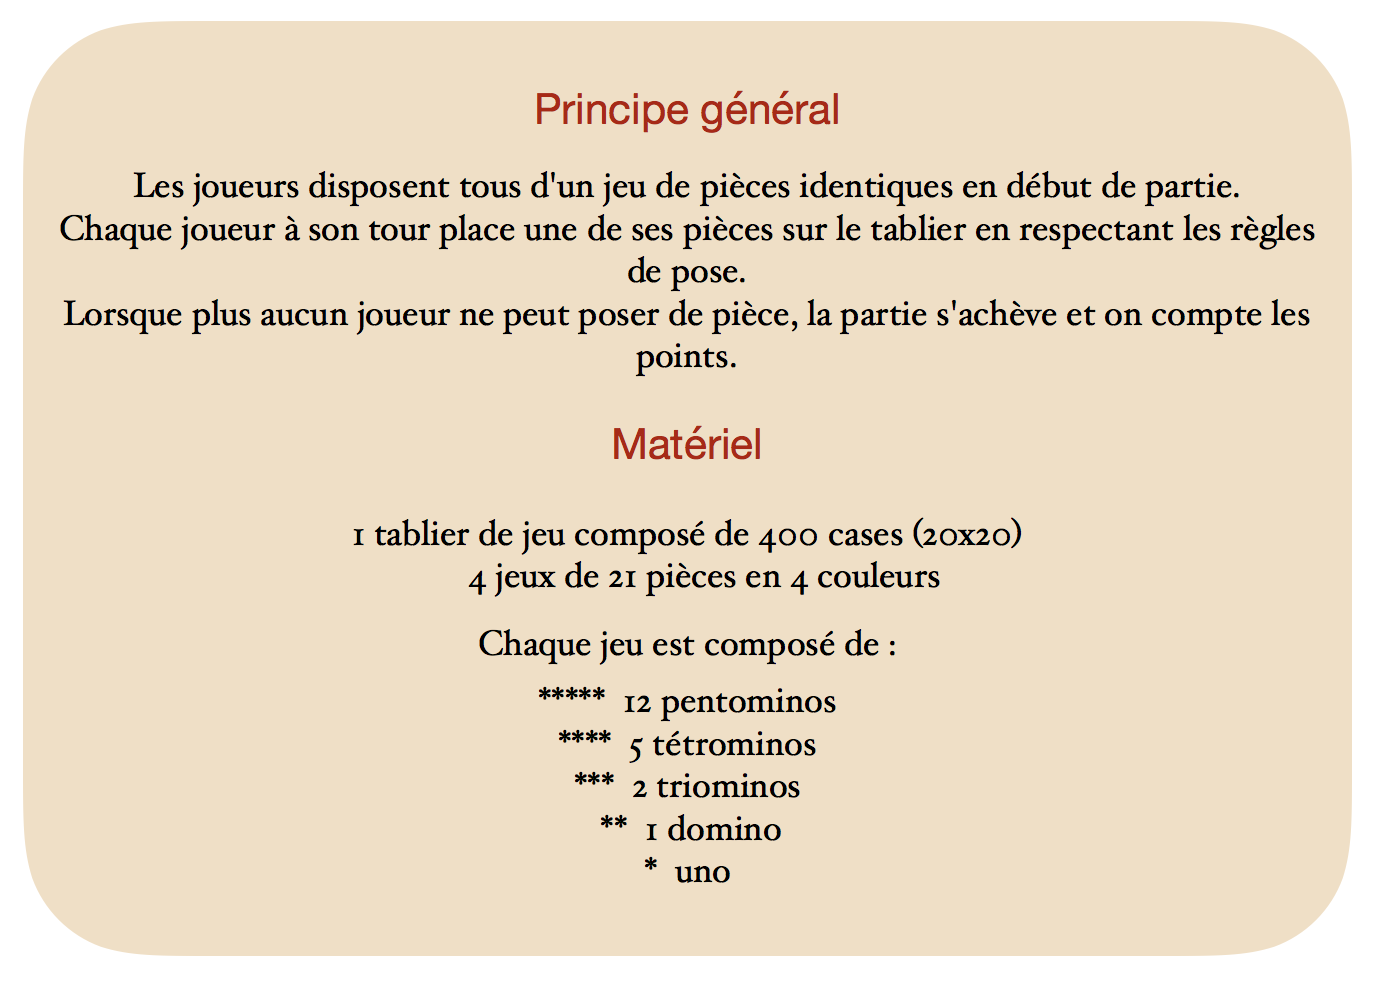 Principe général
Les joueurs disposent tous d'un jeu de pièces identiques en début de partie.
Chaque joueur à son tour place une de ses pièces sur le tablier en respectant les règles
de pose.
Lorsque plus aucun joueur ne peut poser de pièce, la partie s'achève et on compte les
points.
Matériel
1 tablier de jeu composé de 400 cases (20x20)
4 jeux de 21 pièces en 4 couleurs
Chaque jeu est composé de :
***** 12 pentominos
**** 5 tétrominos
*** 2 triominos
** 1 domino
* uno